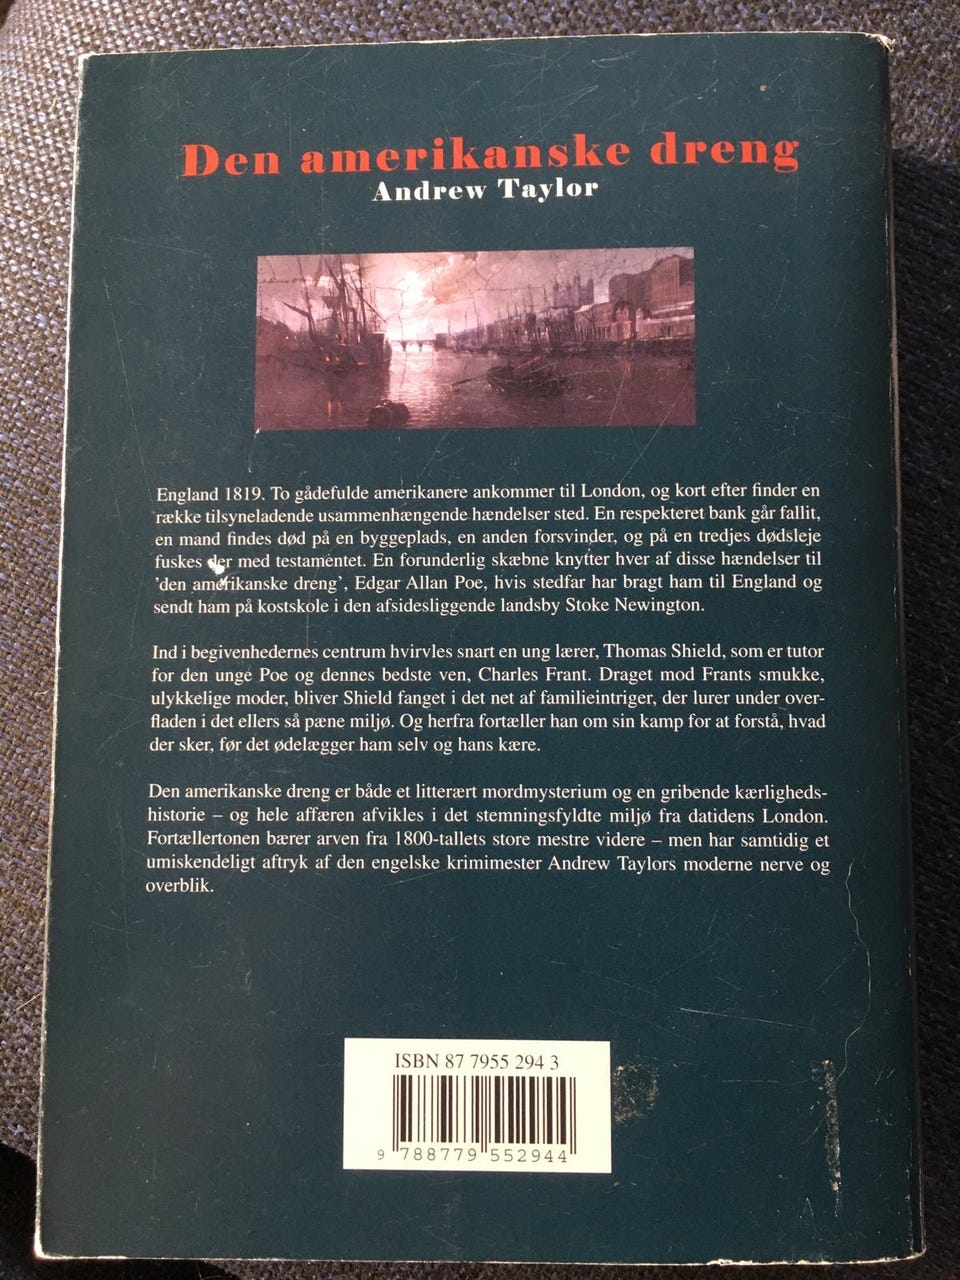 Den amerikanske dreng
Andrew Taylor
England 1819. To gådefulde amerikanere ankommer til London, og kort efter finder en
række tilsyneladende usammenhængende hændelser sted. En respekteret bank går fallit,
en mand findes død på en byggeplads, en anden forsvinder, og på en tredjes dødsleje
fuskes der med testamentet. En forunderlig skæbne knytter hver af disse hændelser til
’den amerikanske dreng’, Edgar Allan Poe, hvis stedfar har bragt ham til England og
sendt ham på kostskole i den afsidesliggende landsby Stoke Newington.
Ind i begivenhedernes centrum hvirvles snart en ung lærer, Thomas Shield, som er tutor
for den unge Poe og dennes bedste ven, Charles Frant. Draget mod Frants smukke,
ulykkelige moder, bliver Shield fanget i det net af familieintriger, der lurer under over-
fladen i det ellers så pæne miljø. Og herfra fortæller han om sin kamp for at forstå, hvad
der sker, før det ødelægger ham selv og hans kære.
Den amerikanske dreng er både et litterært mordmysterium og en gribende kærligheds-
historie – og hele affæren afvikles i det stemningsfyldte miljø fra datidens London.
Fortællertonen bærer arven fra 1800-tallets store mestre videre – men har samtidig et
umiskendeligt aftryk af den engelske krimimester Andrew Taylors moderne nerve og
overblik.
ISBN 87 7955 294 3
9 788779 552944